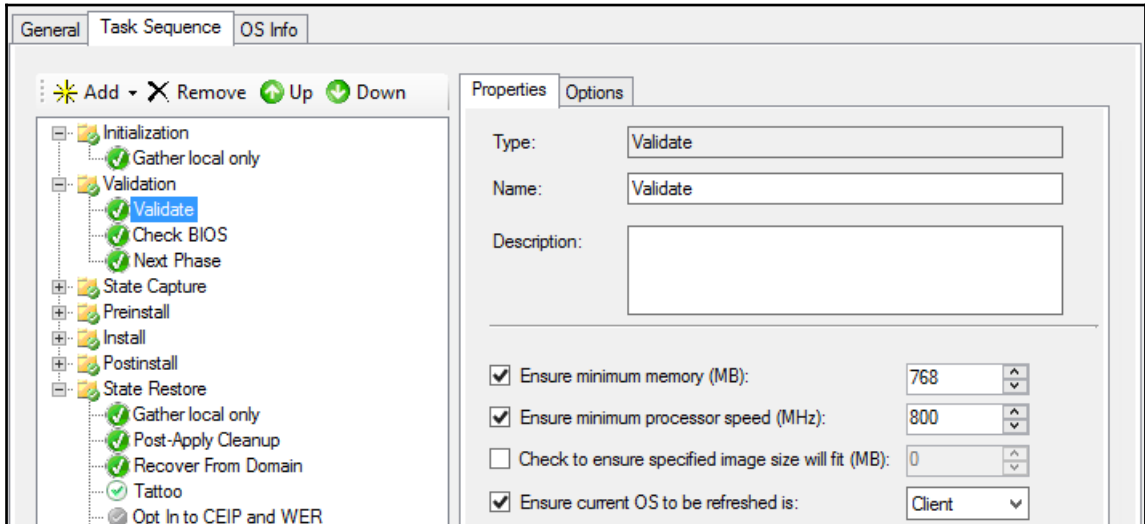 General Task Sequence OS Info
Add Remove Up Down
Initialization
Gather local only
Validation
Validate
Check BIOS
Next Phase
State Capture
Preinstall
Install
Postinstall
State Restore
Gather local only
Post-Apply Cleanup
Recover From Domain
Tattoo
Opt In to CEIP and WER
Properties Options
Type: Validate
Name: Validate
Description:
Ensure minimum memory (MB): 768
Ensure minimum processor speed (MHz): 800
Check to ensure specified image size will fit (MB): 0
Ensure current OS to be refreshed is: Client